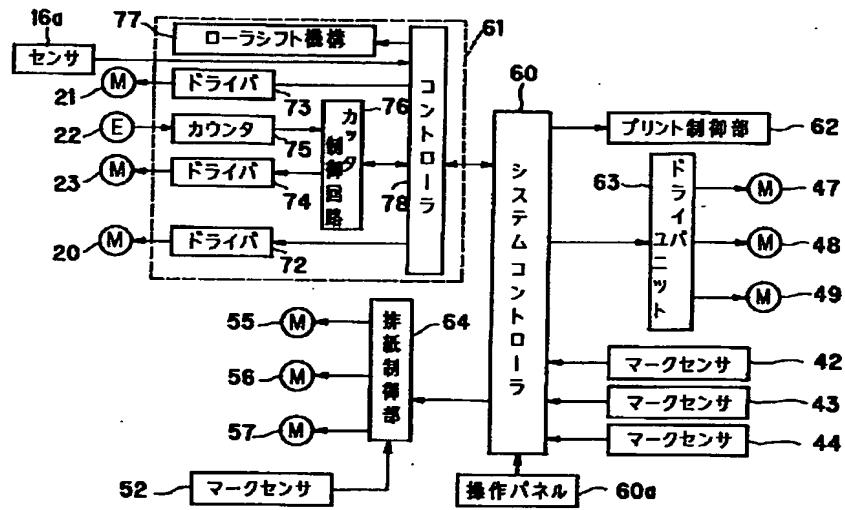 16a
センサ
77
ローラシフト機構
61
21
M
ドライバ
73
22
E
カウンタ
75
76
カッタ制御回路
コントローラ
78
23
M
ドライバ
74
20
M
ドライバ
72
60
システムコントローラ
プリント制御部
62
63
ドライバユニット
M
47
M
48
M
49
55
M
56
M
57
M
64
排紙制御部
マークセンサ
42
マークセンサ
43
マークセンサ
44
52
マークセンサ
操作パネル
60a